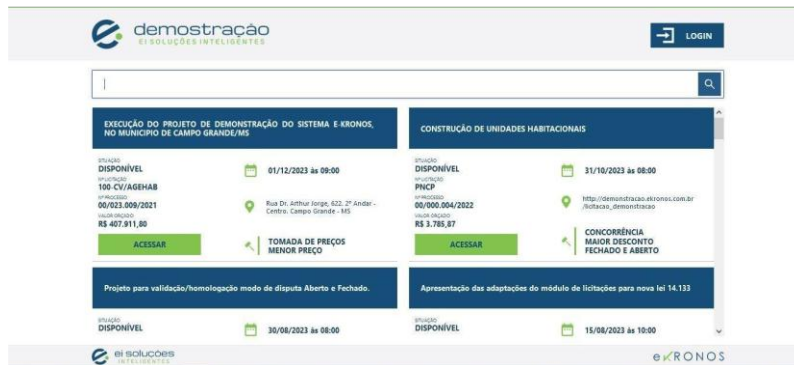 demostração
EI SOLUÇÕES INTELIGENTES
LOGIN
EXECUÇÃO DO PROJETO DE DEMONSTRAÇÃO DO SISTEMA E-KRONOS,
NO MUNICIPIO DE CAMPO GRANDE/MS
SITUAÇÃO
DISPONÍVEL
Nº LICITAÇÃO
100-CV/AGEHAB
Nº PROCESSO
00/023.009/2021
VALOR ORÇADO
R$ 407.911,80
ACESSAR
01/12/2023 às 09:00
Rua Dr. Arthur Jorge, 622. 2º Andar -
Centro. Campo Grande - MS
TOMADA DE PREÇOS
MENOR PREÇO
CONSTRUÇÃO DE UNIDADES HABITACIONAIS
SITUAÇÃO
DISPONÍVEL
Nº LICITAÇÃO
PNCP
Nº PROCESSO
00/000.004/2022
VALOR ORÇADO
R$ 3.785,87
ACESSAR
31/10/2023 às 08:00
http://demonstracao.ekronos.com.br
/licitacao_demonstracao
CONCORRÊNCIA
MAIOR DESCONTO
FECHADO E ABERTO
Projeto para validação/homologação modo de disputa Aberto e Fechado.
SITUAÇÃO
DISPONÍVEL
30/08/2023 às 08:00
Apresentação das adaptações do módulo de licitações para nova lei 14.133
SITUAÇÃO
DISPONÍVEL
15/08/2023 às 10:00
ei soluções
INTELIGENTES
eKRONOS